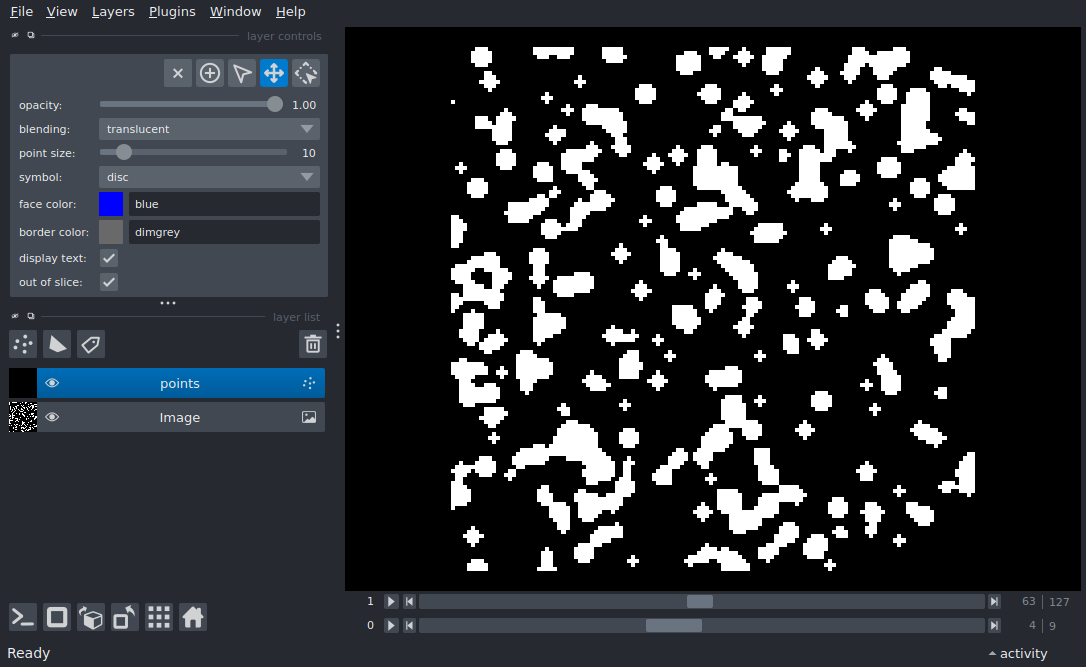 File View Layers Plugins Window Help
layer controls
opacity: 1.00
blending: translucent
point size: 10
symbol: disc
face color: blue
border color: dimgrey
display text:
out of slice:
layer list
points
Image
1 63 | 127
0 4 | 9
Ready activity